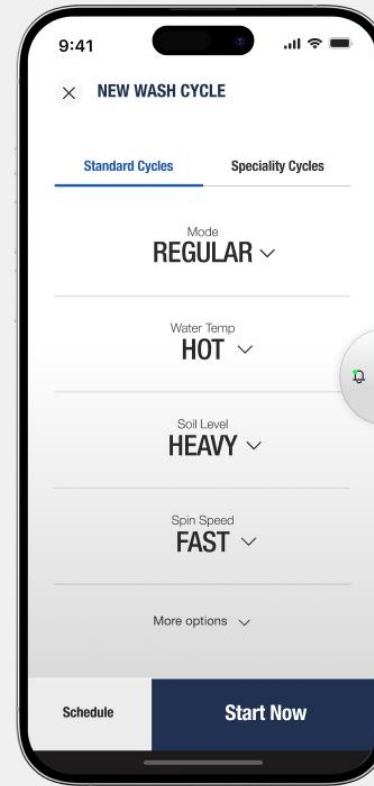 9:41
NEW WASH CYCLE
Standard Cycles Speciality Cycles
Mode
REGULAR
Water Temp
HOT
Soil Level
HEAVY
Spin Speed
FAST
More options
Schedule Start Now